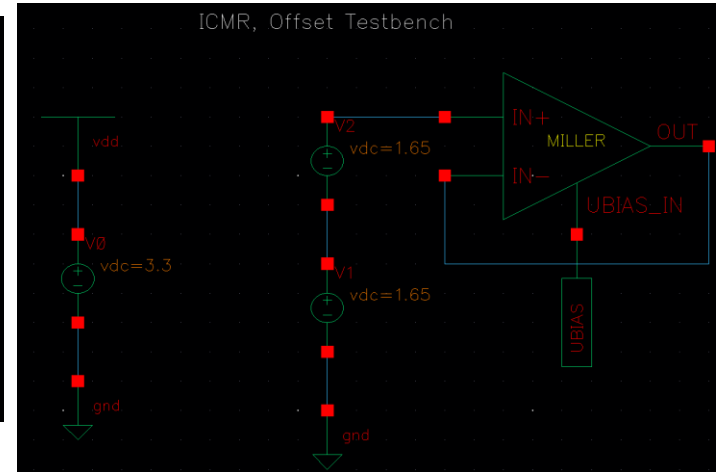 ICMR, Offset Testbench
vdd
V0
vdc=3.3
gnd
V2
vdc=1.65
V1
vdc=1.65
gnd
IN+
MILLER
OUT
IN-
UBIAS_IN
UBIAS